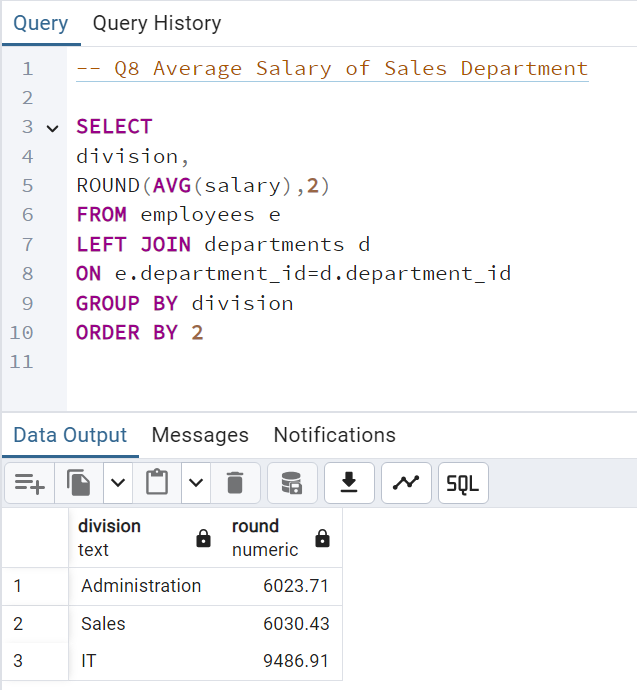 Query Query History
1 -- Q8 Average Salary of Sales Department
2
3 SELECT
4 division,
5 ROUND(AVG(salary),2)
6 FROM employees e
7 LEFT JOIN departments d
8 ON e.department_id=d.department_id
9 GROUP BY division
10 ORDER BY 2
11
Data Output Messages Notifications
SQL
division round
text numeric
1 Administration 6023.71
2 Sales 6030.43
3 IT 9486.91